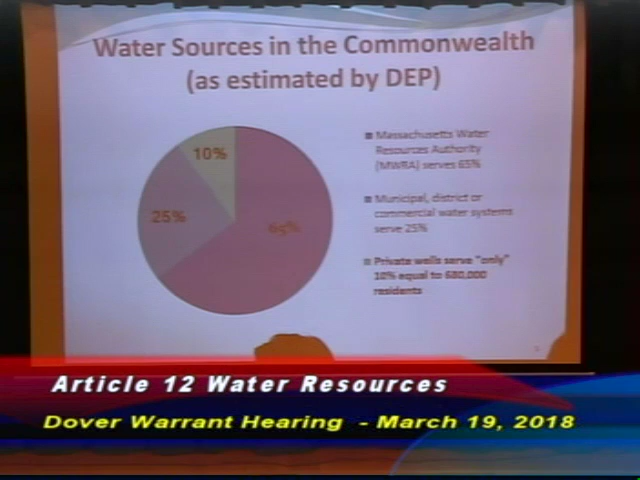 Water Sources in the Commonwealth
(as estimated by DEP)
10%
25%
65%
Massachusetts Water
Resources Authority
(MWRA) serves 65%
Municipal, district or
commercial water systems
serve 25%
Private wells serve "only"
10% equal to 680,000
residents
Article 12 Water Resources
Dover Warrant Hearing - March 19, 2018